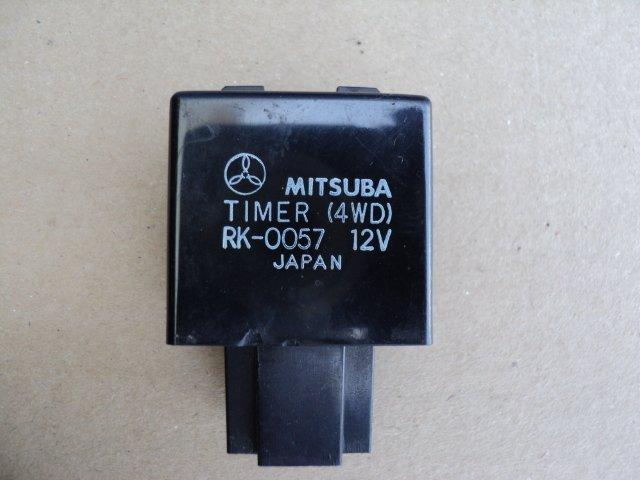 MITSUBA
TIMER (4WD)
RK-0057 12V
JAPAN